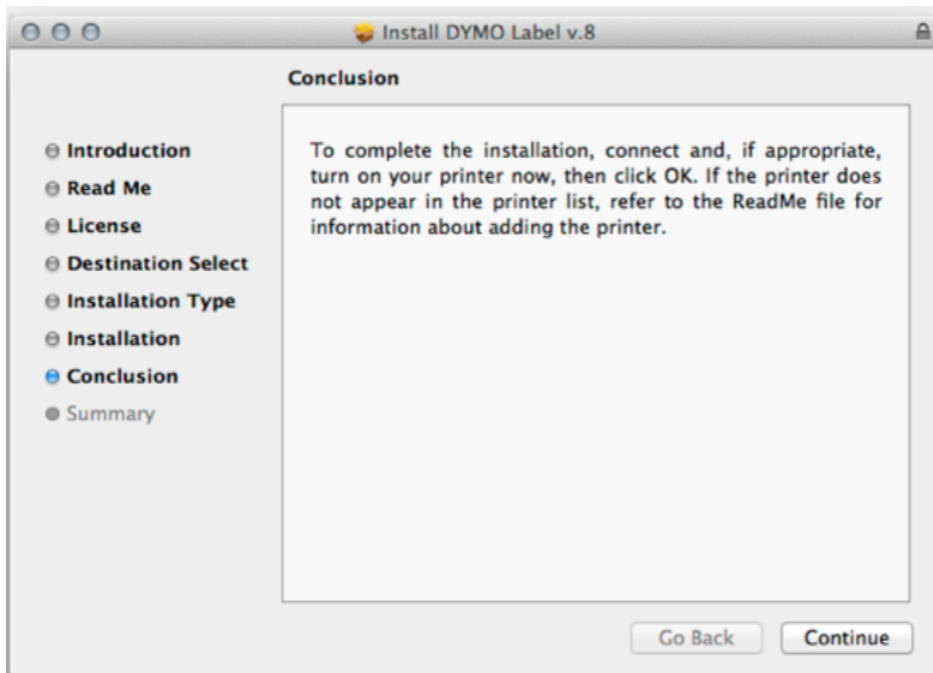 Install DYMO Label v.8
Conclusion
Introduction
Read Me
License
Destination Select
Installation Type
Installation
Conclusion
Summary
To complete the installation, connect and, if appropriate,
turn on your printer now, then click OK. If the printer does
not appear in the printer list, refer to the ReadMe file for
information about adding the printer.
Go Back
Continue